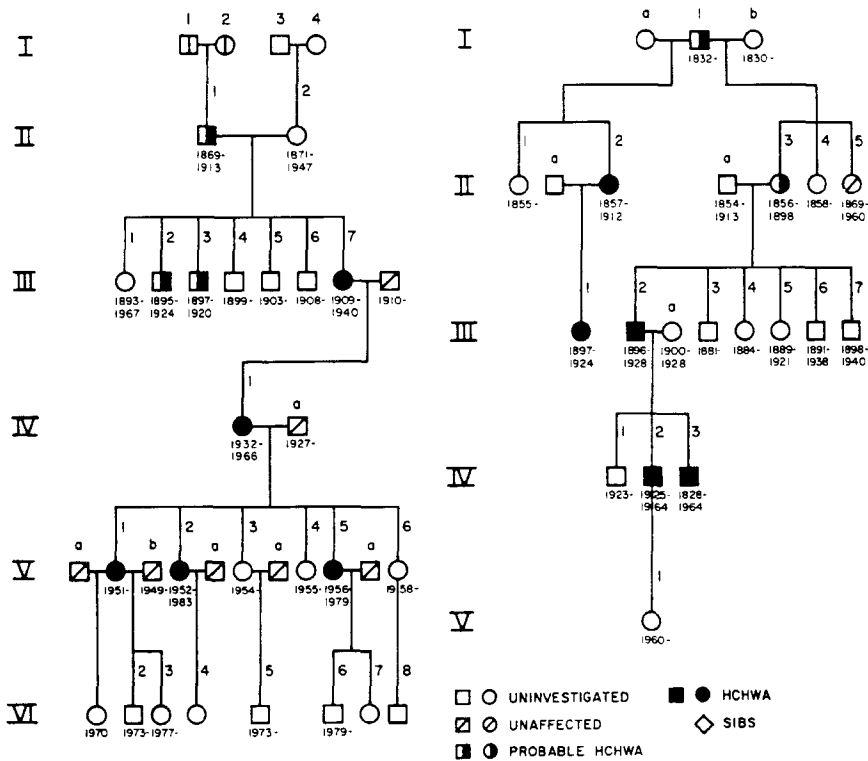 1 2 3 4
I
1 2
II
1869- 1871-
1913 1947
1 2 3 4 5 6 7
III
1893- 1895- 1897- 1899- 1903- 1908- 1909- 1910-
1967 1924 1920 1940
1
a
IV
1932- 1927-
1966
1 2 3 4 5 6
a b a a a
V
1951- 1949- 1952- 1954- 1955- 1956- 1958-
1983 1979
2 3 4 5 6 7 8
VI
1970 1973- 1977- 1973- 1979-
a 1 b
I
1832- 1830-
1 2 3 4 5
a a
II
1855- 1857- 1854- 1856- 1858- 1869-
1912 1913 1898 1960
1 2 a 3 4 5 6 7
III
1897- 1896- 1900- 1881- 1884- 1889- 1891- 1898-
1924 1928 1928 1921 1938 1940
1 2 3
IV
1923- 1925- 1828-
1964 1964
1
V
1960-
UNINVESTIGATED HCHWA
UNAFFECTED SIBS
PROBABLE HCHWA